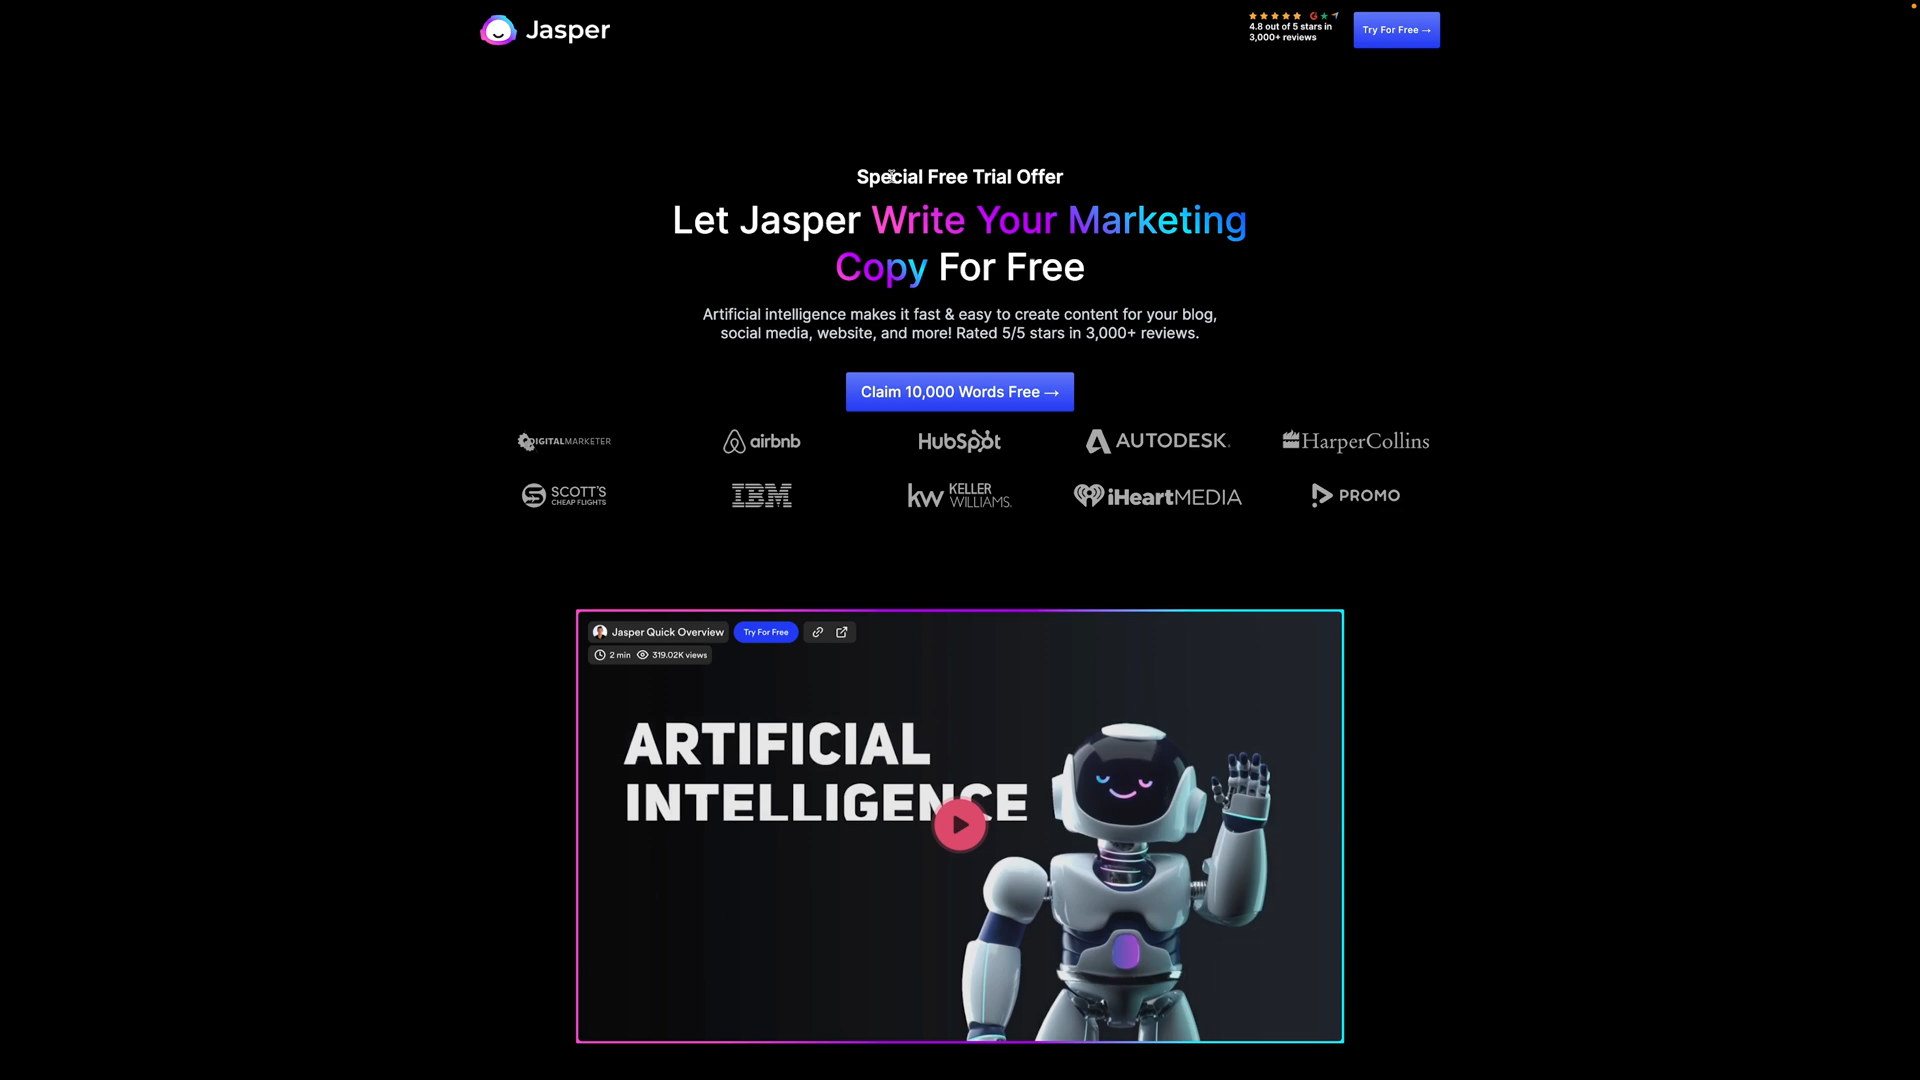 Jasper
4.8 out of 5 stars in
3,000+ reviews
Try For Free →
Special Free Trial Offer
Let Jasper Write Your Marketing
Copy For Free
Artificial intelligence makes it fast & easy to create content for your blog,
social media, website, and more! Rated 5/5 stars in 3,000+ reviews.
Claim 10,000 Words Free →
DIGITALMARKETER
airbnb
HubSpot
AUTODESK.
HarperCollins
SCOTT'S
CHEAP FLIGHTS
IBM
kw KELLER
WILLIAMS.
iHeartMEDIA
PROMO
Jasper Quick Overview
Try For Free
2 min 319.02K views
ARTIFICIAL
INTELLIGENCE